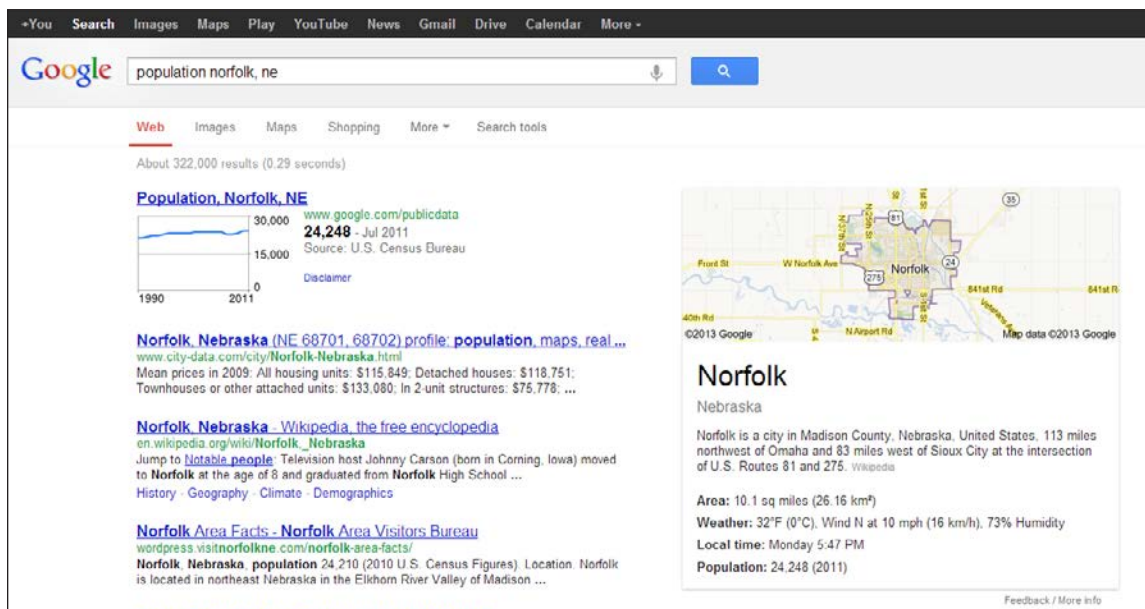 +You Search Images Maps Play YouTube News Gmail Drive Calendar More
Google
population norfolk, ne
Web Images Maps Shopping More Search tools
About 322,000 results (0.29 seconds)
Population, Norfolk, NE
30,000
15,000
0
1990 2011
www.google.com/publicdata
24,248 - Jul 2011
Source: U.S. Census Bureau
Disclaimer
Norfolk, Nebraska (NE 68701, 68702) profile: population, maps, real ...
www.city-data.com/city/Norfolk-Nebraska.html
Mean prices in 2009: All housing units: $115,849; Detached houses: $118,751;
Townhouses or other attached units: $133,080; In 2-unit structures: $75,778; ...
Norfolk, Nebraska - Wikipedia, the free encyclopedia
en.wikipedia.org/wiki/Norfolk,_Nebraska
Jump to Notable people: Television host Johnny Carson (born in Corning, Iowa) moved
to Norfolk at the age of 8 and graduated from Norfolk High School ...
History - Geography - Climate - Demographics
Norfolk Area Facts - Norfolk Area Visitors Bureau
wordpress.visitnorfolkne.com/norfolk-area-facts/
Norfolk, Nebraska, population 24,210 (2010 U.S. Census Figures). Location. Norfolk
is located in northeast Nebraska in the Elkhorn River Valley of Madison ...
35
N 37th St
N 25th St
81
Front St
W Norfolk Ave
Norfolk
24
275
841st Rd
841st R
S 1st St
40th Rd
N Airport Rd
©2013 Google
Map data ©2013 Google
Norfolk
Nebraska
Norfolk is a city in Madison County, Nebraska, United States, 113 miles
northwest of Omaha and 83 miles west of Sioux City at the intersection
of U.S. Routes 81 and 275. Wikipedia
Area: 10.1 sq miles (26.16 km²)
Weather: 32°F (0°C), Wind N at 10 mph (16 km/h), 73% Humidity
Local time: Monday 5:47 PM
Population: 24,248 (2011)
Feedback / More info